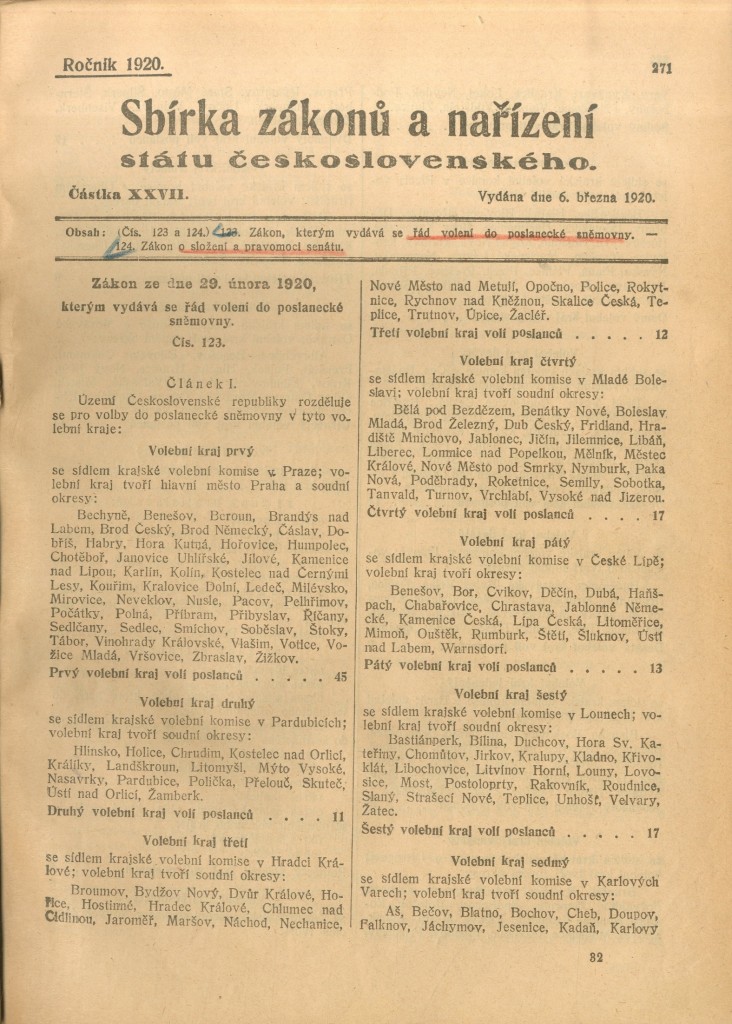 Ročník 1920.
271
Sbírka zákonů a nařízení
státu československého.
Částka XXVII.
Vydána dne 6. března 1920.
Obsah: (Čís. 123 a 124.) 123. Zákon, kterým vydává se řád volení do poslanecké sněmovny. —
124. Zákon o složení a pravomoci senátu.
Zákon ze dne 29. února 1920,
kterým vydává se řád volení do poslanecké
sněmovny.
Čís. 123.
Článek I.
Území Československé republiky rozděluje
se pro volby do poslanecké sněmovny v tyto vo-
lební kraje:
Volební kraj prvý
se sídlem krajské volební komise v Praze; vo-
lební kraj tvoří hlavní město Praha a soudní
okresy:
Bechyně, Benešov, Beroun, Brandýs nad
Labem, Brod Český, Brod Německý, Čáslav, Do-
bříš, Habry, Hora Kutná, Hořovice, Humpolec,
Chotěboř, Janovice Uhlířské, Jílové, Kamenice
nad Lipou, Karlín, Kolín, Kostelec nad Černými
Lesy, Kouřim, Kralovice Dolní, Ledeč, Milévsko,
Mirovice, Neveklov, Nusle, Pacov, Pelhřimov,
Počátky, Polná, Příbram, Přibyslav, Říčany,
Sedlčany, Sedlec, Smíchov, Soběslav, Štoky,
Tábor, Vinohrady Královské, Vlašim, Votice, Vo-
žice Mladá, Vršovice, Zbraslav, Žižkov.
Prvý volební kraj volí poslanců . . . . . 45
Volební kraj druhý
se sídlem krajské volební komise v Pardubicích;
volební kraj tvoří soudní okresy:
Hlinsko, Holice, Chrudim, Kostelec nad Orlicí,
Králíky, Landškroun, Litomyšl, Mýto Vysoké,
Nasavrky, Pardubice, Polička, Přelouč, Skuteč,
Ústí nad Orlicí, Žamberk.
Druhý volební kraj volí poslanců . . . . 11
Volební kraj třetí
se sídlem krajské volební komise v Hradci Krá-
lové; volební kraj tvoří soudní okresy:
Broumov, Bydžov Nový, Dvůr Králové, Ho-
řice, Hostinné, Hradec Králové, Chlumec nad
Cidlinou, Jaroměř, Maršov, Náchod, Nechanice,
Nové Město nad Metují, Opočno, Police, Rokyt-
nice, Rychnov nad Kněžnou, Skalice Česká, Te-
plice, Trutnov, Úpice, Žacléř.
Třetí volební kraj volí poslanců . . . . . 12
Volební kraj čtvrtý
se sídlem krajské volební komise v Mladé Bole-
slavi; volební kraj tvoří soudní okresy:
Bělá pod Bezdězem, Benátky Nové, Boleslav
Mladá, Brod Železný, Dub Český, Fridland, Hra-
diště Mnichovo, Jablonec, Jičín, Jilemnice, Libáň,
Liberec, Lomnice nad Popelkou, Mělník, Městec
Králové, Nové Město pod Smrky, Nymburk, Paka
Nová, Poděbrady, Roketnice, Semily, Sobotka,
Tanvald, Turnov, Vrchlabí, Vysoké nad Jizerou.
Čtvrtý volební kraj volí poslanců . . . . 17
Volební kraj pátý
se sídlem krajské volební komise v České Lípě;
volební kraj tvoří okresy:
Benešov, Bor, Cvikov, Děčín, Dubá, Haňš-
pach, Chabařovice, Chrastava, Jablonné Něme-
cké, Kamenice Česká, Lípa Česká, Litoměřice,
Mimoň, Ouštěk, Rumburk, Štětí, Šluknov, Ústí
nad Labem, Warnsdorf.
Pátý volební kraj volí poslanců . . . . . 13
Volební kraj šestý
se sídlem krajské volební komise v Lounech; vo-
lební kraj tvoří soudní okresy:
Bastiánperk, Bílina, Duchcov, Hora Sv. Ka-
teřiny, Chomútov, Jirkov, Kralupy, Kladno, Křivo-
klát, Libochovice, Litvínov Horní, Louny, Lovo-
sice, Most, Postoloprty, Rakovník, Roudnice,
Slaný, Strašecí Nové, Teplice, Unhošť, Velvary,
Žatec.
Šestý volební kraj volí poslanců . . . . . 17
Volební kraj sedmý
se sídlem krajské volební komise v Karlových
Varech; volební kraj tvoří soudní okresy:
Aš, Bečov, Blatno, Bochov, Cheb, Doupov,
Falknov, Jáchymov, Jesenice, Kadaň, Karlovy
32